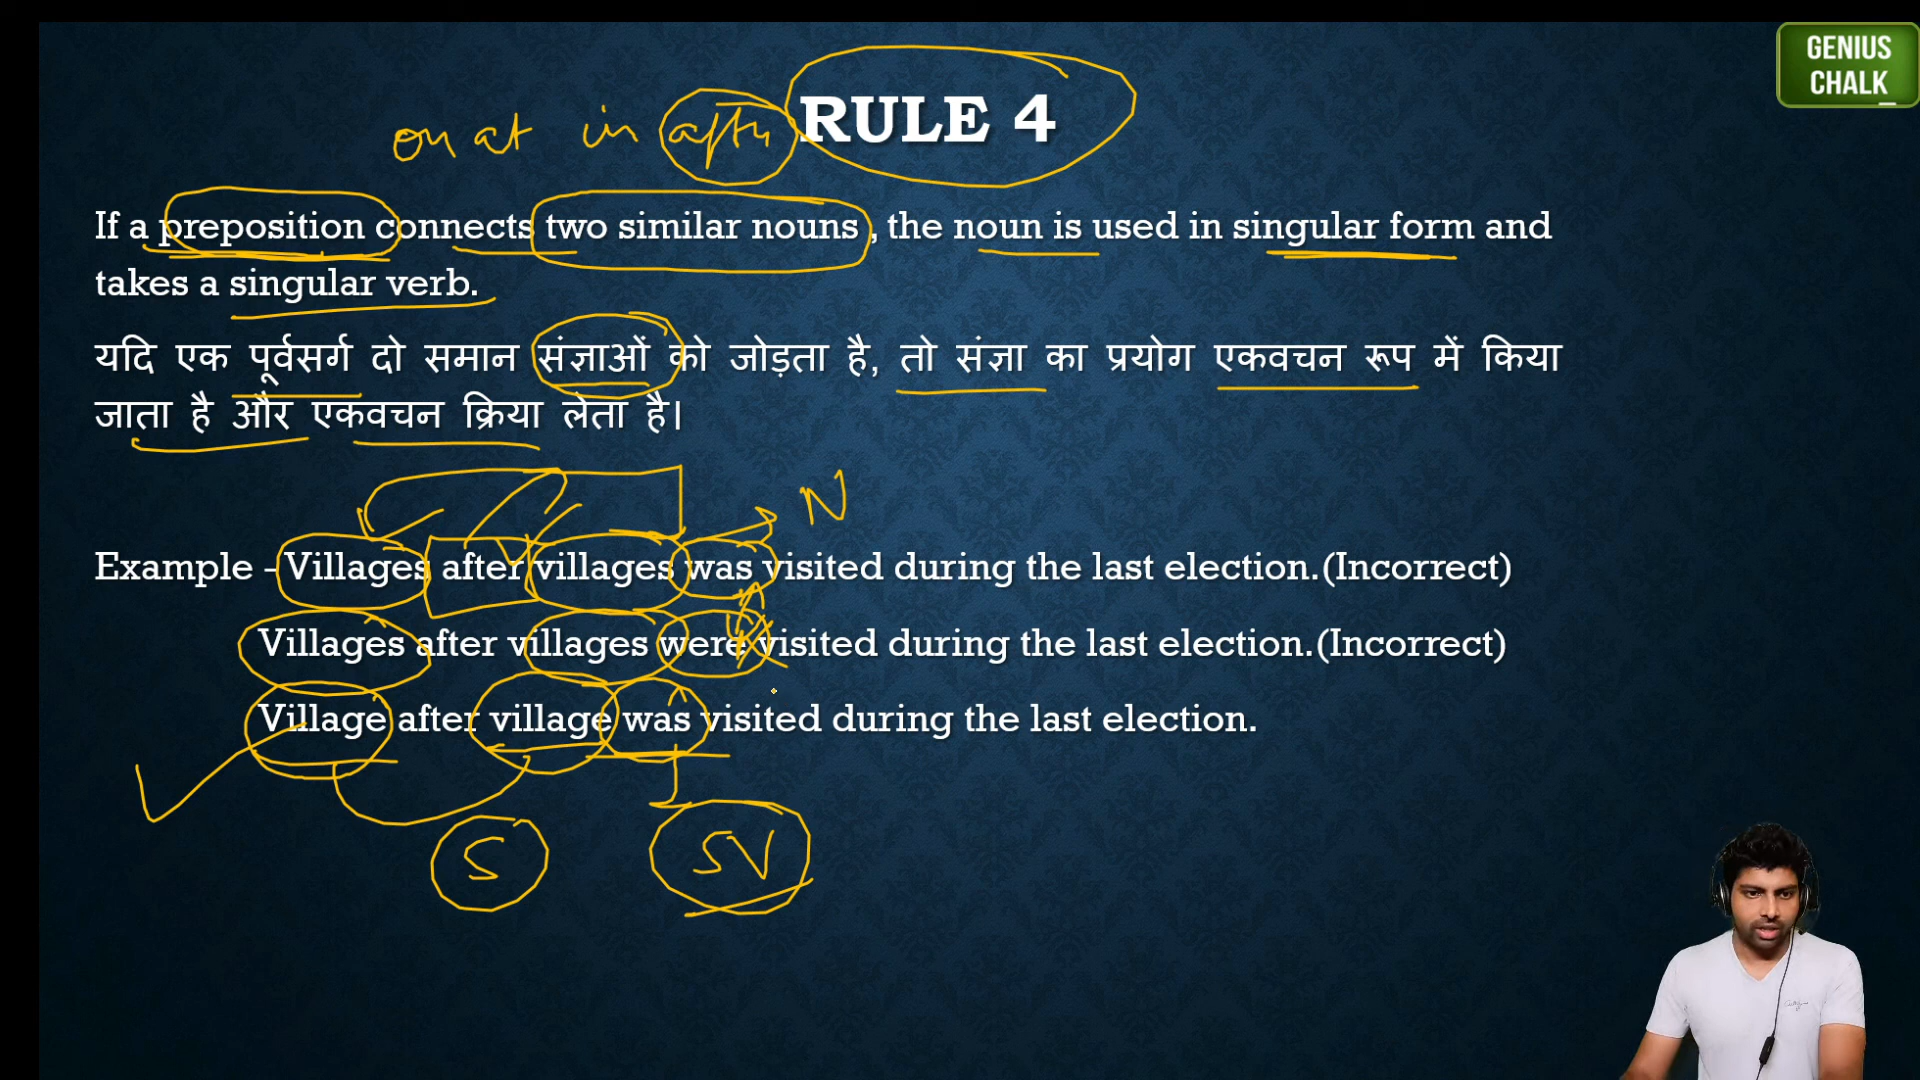 GENIUS
CHALK
on at in after
RULE 4
If a preposition connects two similar nouns , the noun is used in singular form and
takes a singular verb.
यदि एक पूर्वसर्ग दो समान संज्ञाओं को जोड़ता है, तो संज्ञा का प्रयोग एकवचन रूप में किया
जाता है और एकवचन क्रिया लेता है।
N
Example - Villages after villages was visited during the last election.(Incorrect)
Villages after villages were visited during the last election.(Incorrect)
Village after village was visited during the last election.
S SV